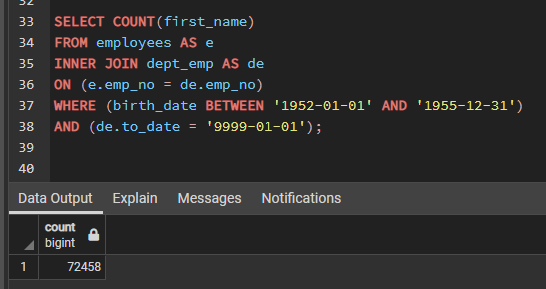 32
33 SELECT COUNT(first_name)
34 FROM employees AS e
35 INNER JOIN dept_emp AS de
36 ON (e.emp_no = de.emp_no)
37 WHERE (birth_date BETWEEN '1952-01-01' AND '1955-12-31')
38 AND (de.to_date = '9999-01-01');
39
40
Data Output Explain Messages Notifications
count
bigint
1 72458